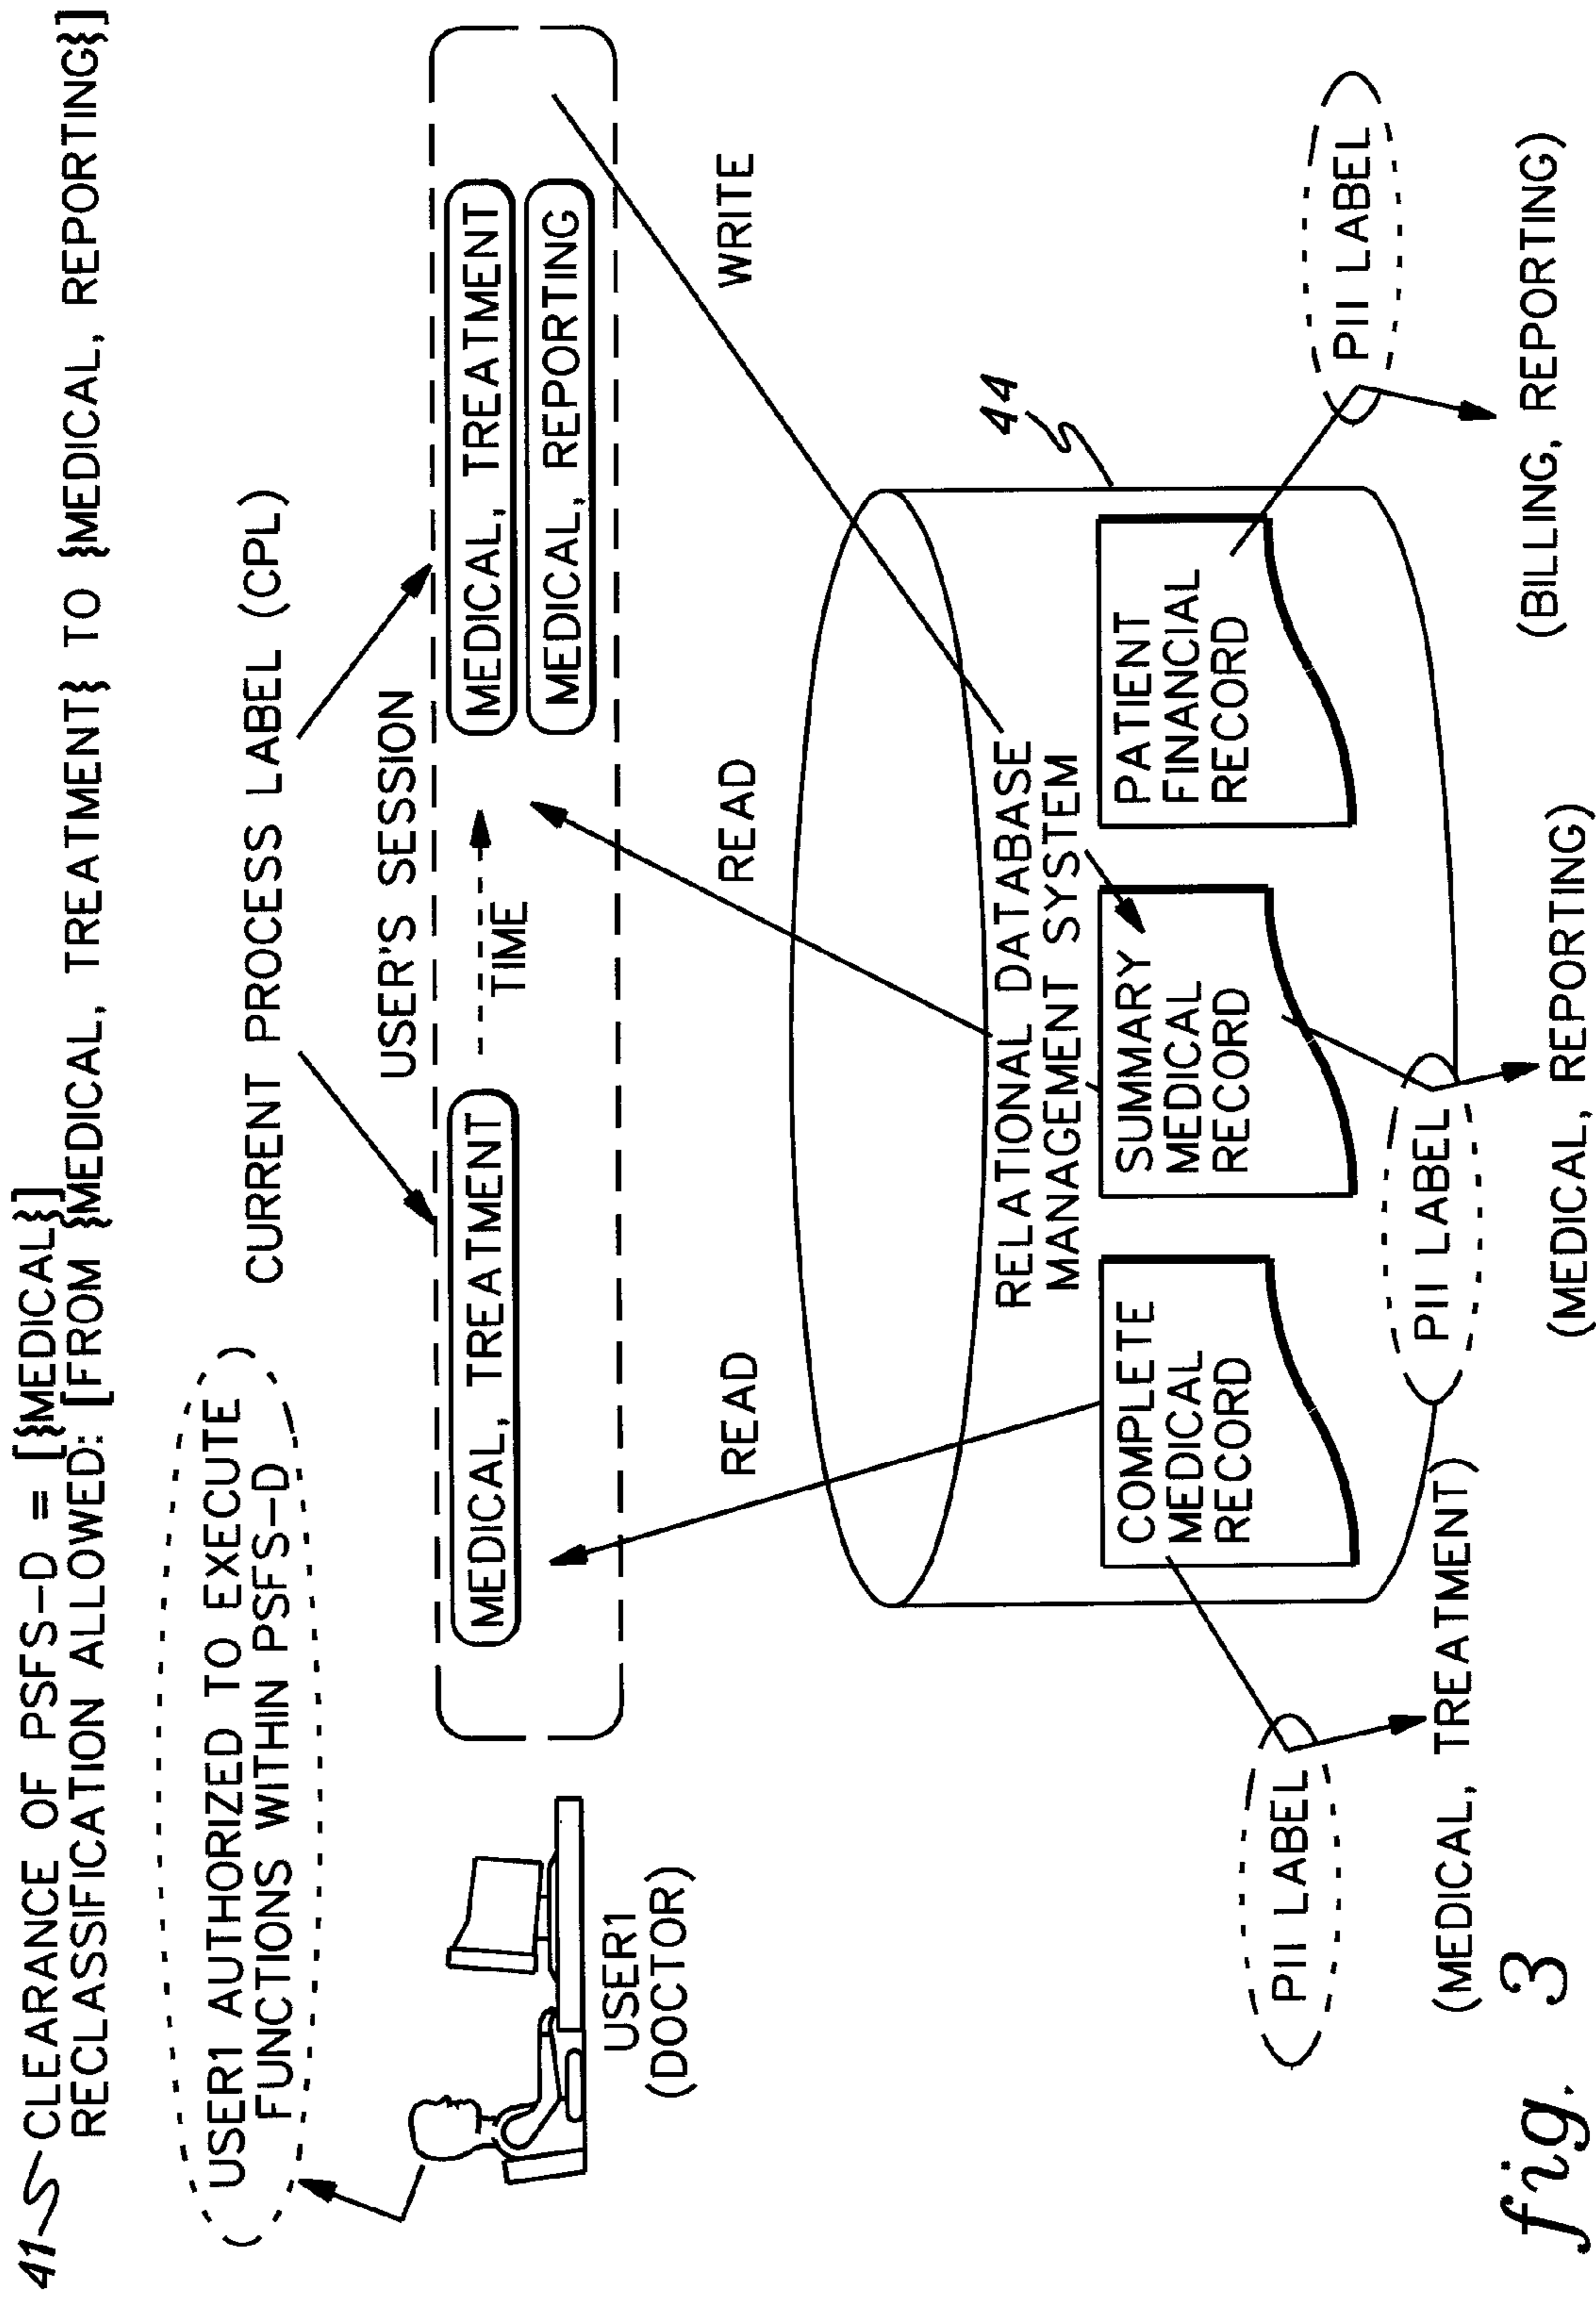 41
CLEARANCE OF PSFS-D = [{MEDICAL}]
RECLASSIFICATION ALLOWED: [FROM {MEDICAL, TREATMENT} TO {MEDICAL, REPORTING}]
USER1 AUTHORIZED TO EXECUTE
FUNCTIONS WITHIN PSFS-D
CURRENT PROCESS LABEL (CPL)
USER'S SESSION
MEDICAL, TREATMENT
TIME
MEDICAL, TREATMENT
MEDICAL, REPORTING
USER1
(DOCTOR)
READ
READ
WRITE
44
RELATIONAL DATABASE
MANAGEMENT SYSTEM
COMPLETE
MEDICAL
RECORD
SUMMARY
MEDICAL
RECORD
PATIENT
FINANCIAL
RECORD
PII LABEL
(MEDICAL, TREATMENT)
PII LABEL
(MEDICAL, REPORTING)
PII LABEL
(BILLING, REPORTING)
fig. 3